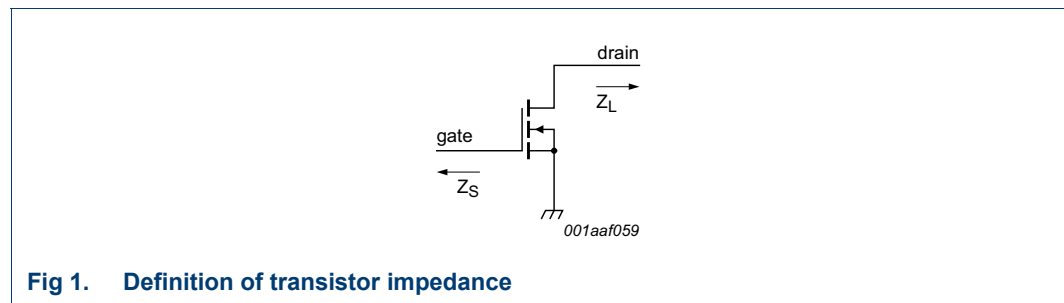 drain
Z_L
gate
Z_S
001aaf059
Fig 1. Definition of transistor impedance